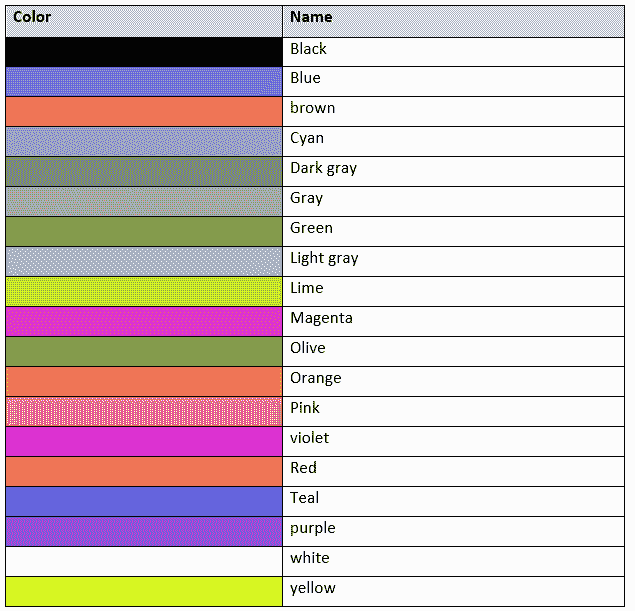 Color Name
Black
Blue
brown
Cyan
Dark gray
Gray
Green
Light gray
Lime
Magenta
Olive
Orange
Pink
violet
Red
Teal
purple
white
yellow